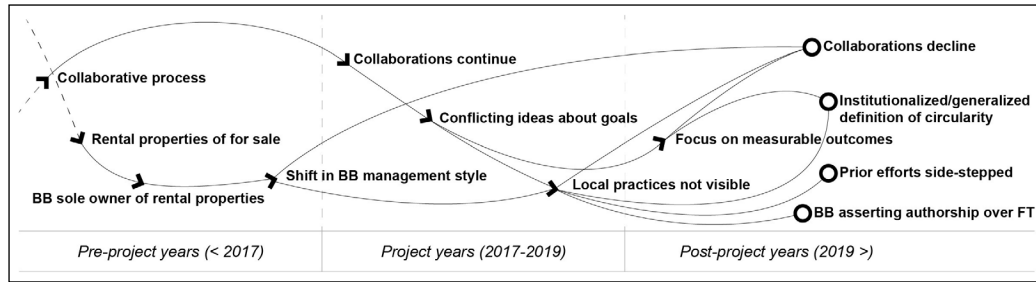 Collaborative process
Rental properties of for sale
BB sole owner of rental properties
Shift in BB management style
Collaborations continue
Conflicting ideas about goals
Local practices not visible
Focus on measurable outcomes
Collaborations decline
Institutionalized/generalized
definition of circularity
Prior efforts side-stepped
BB asserting authorship over FT
Pre-project years (< 2017)
Project years (2017-2019)
Post-project years (2019 >)